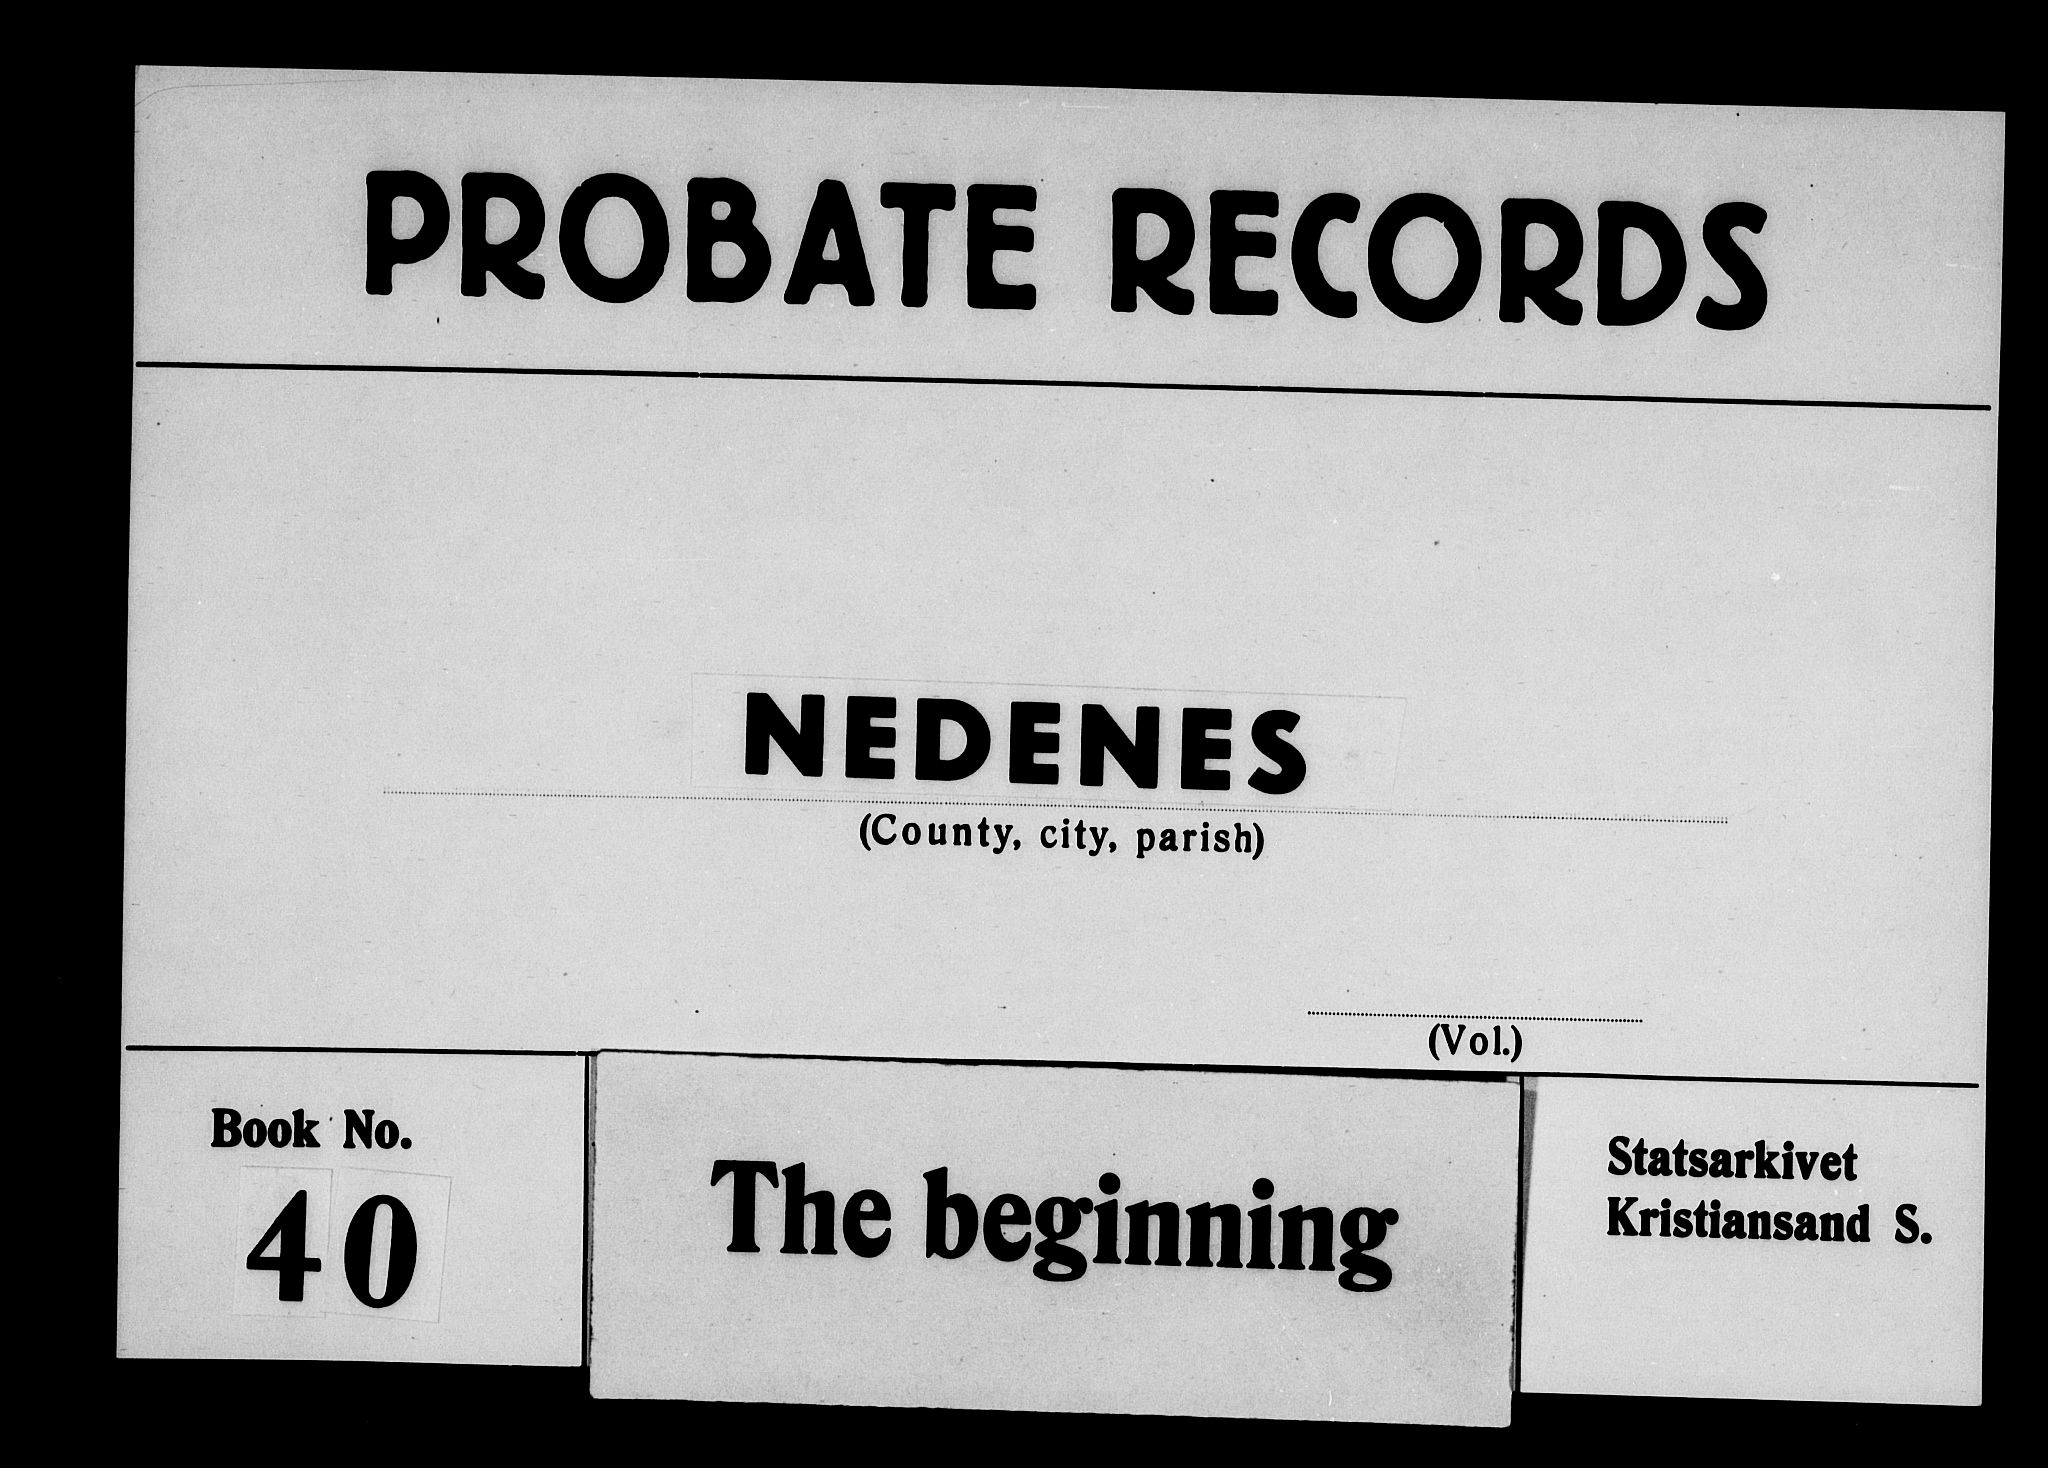 PROBATE RECORDS
NEDENES
(County, city, parish)
(Vol.)
Book No.
40
The beginning
Statsarkivet
Kristiansand S.